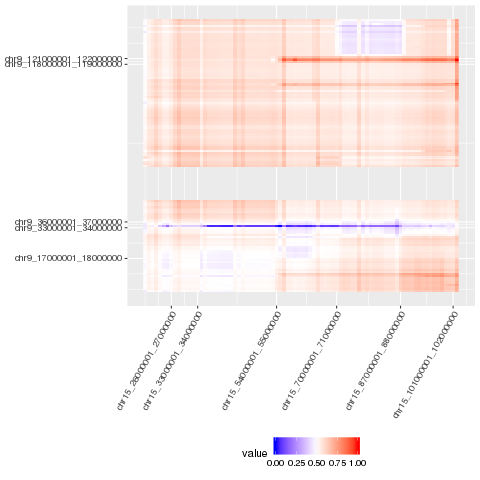 chr9_121000001_122000000
chr9_118000001_119000000
chr9_36000001_37000000
chr9_33000001_34000000
chr9_17000001_18000000
chr15_26000001_27000000
chr15_33000001_34000000
chr15_54000001_55000000
chr15_70000001_71000000
chr15_87000001_88000000
chr15_101000001_102000000
value
0.00 0.25 0.50 0.75 1.00